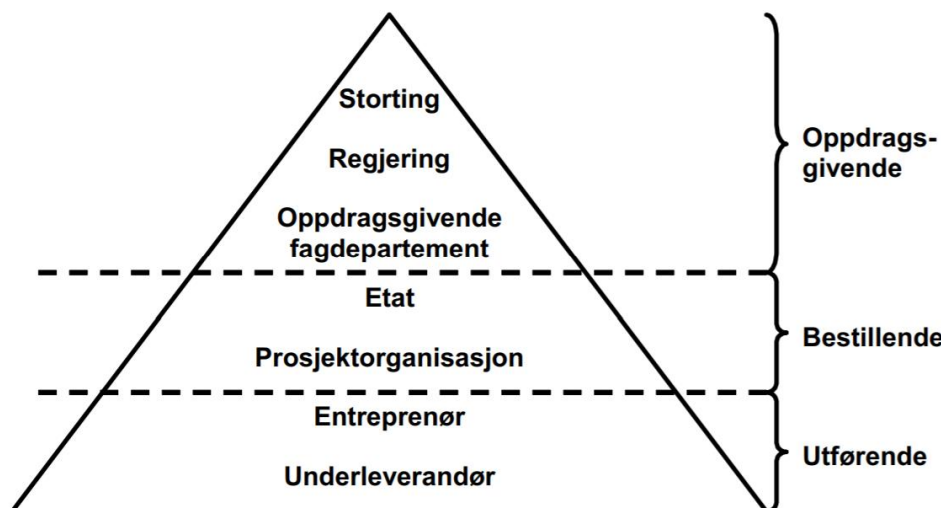 Storting
Regjering
Oppdragsgivende
fagdepartement
Oppdrags-
givende
Etat
Prosjektorganisasjon
Bestillende
Entreprenør
Underleverandør
Utførende